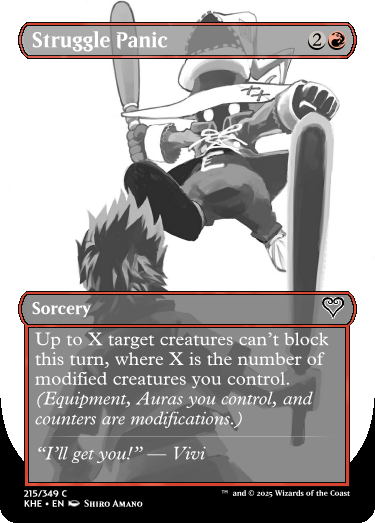 Struggle Panic 2
Sorcery
Up to X target creatures can't block
this turn, where X is the number of
modified creatures you control.
(Equipment, Auras you control, and
counters are modifications.)
“I'll get you!” — Vivi
215/349 C ™ and © 2025 Wizards of the Coast
KHE • EN Shiro Amano